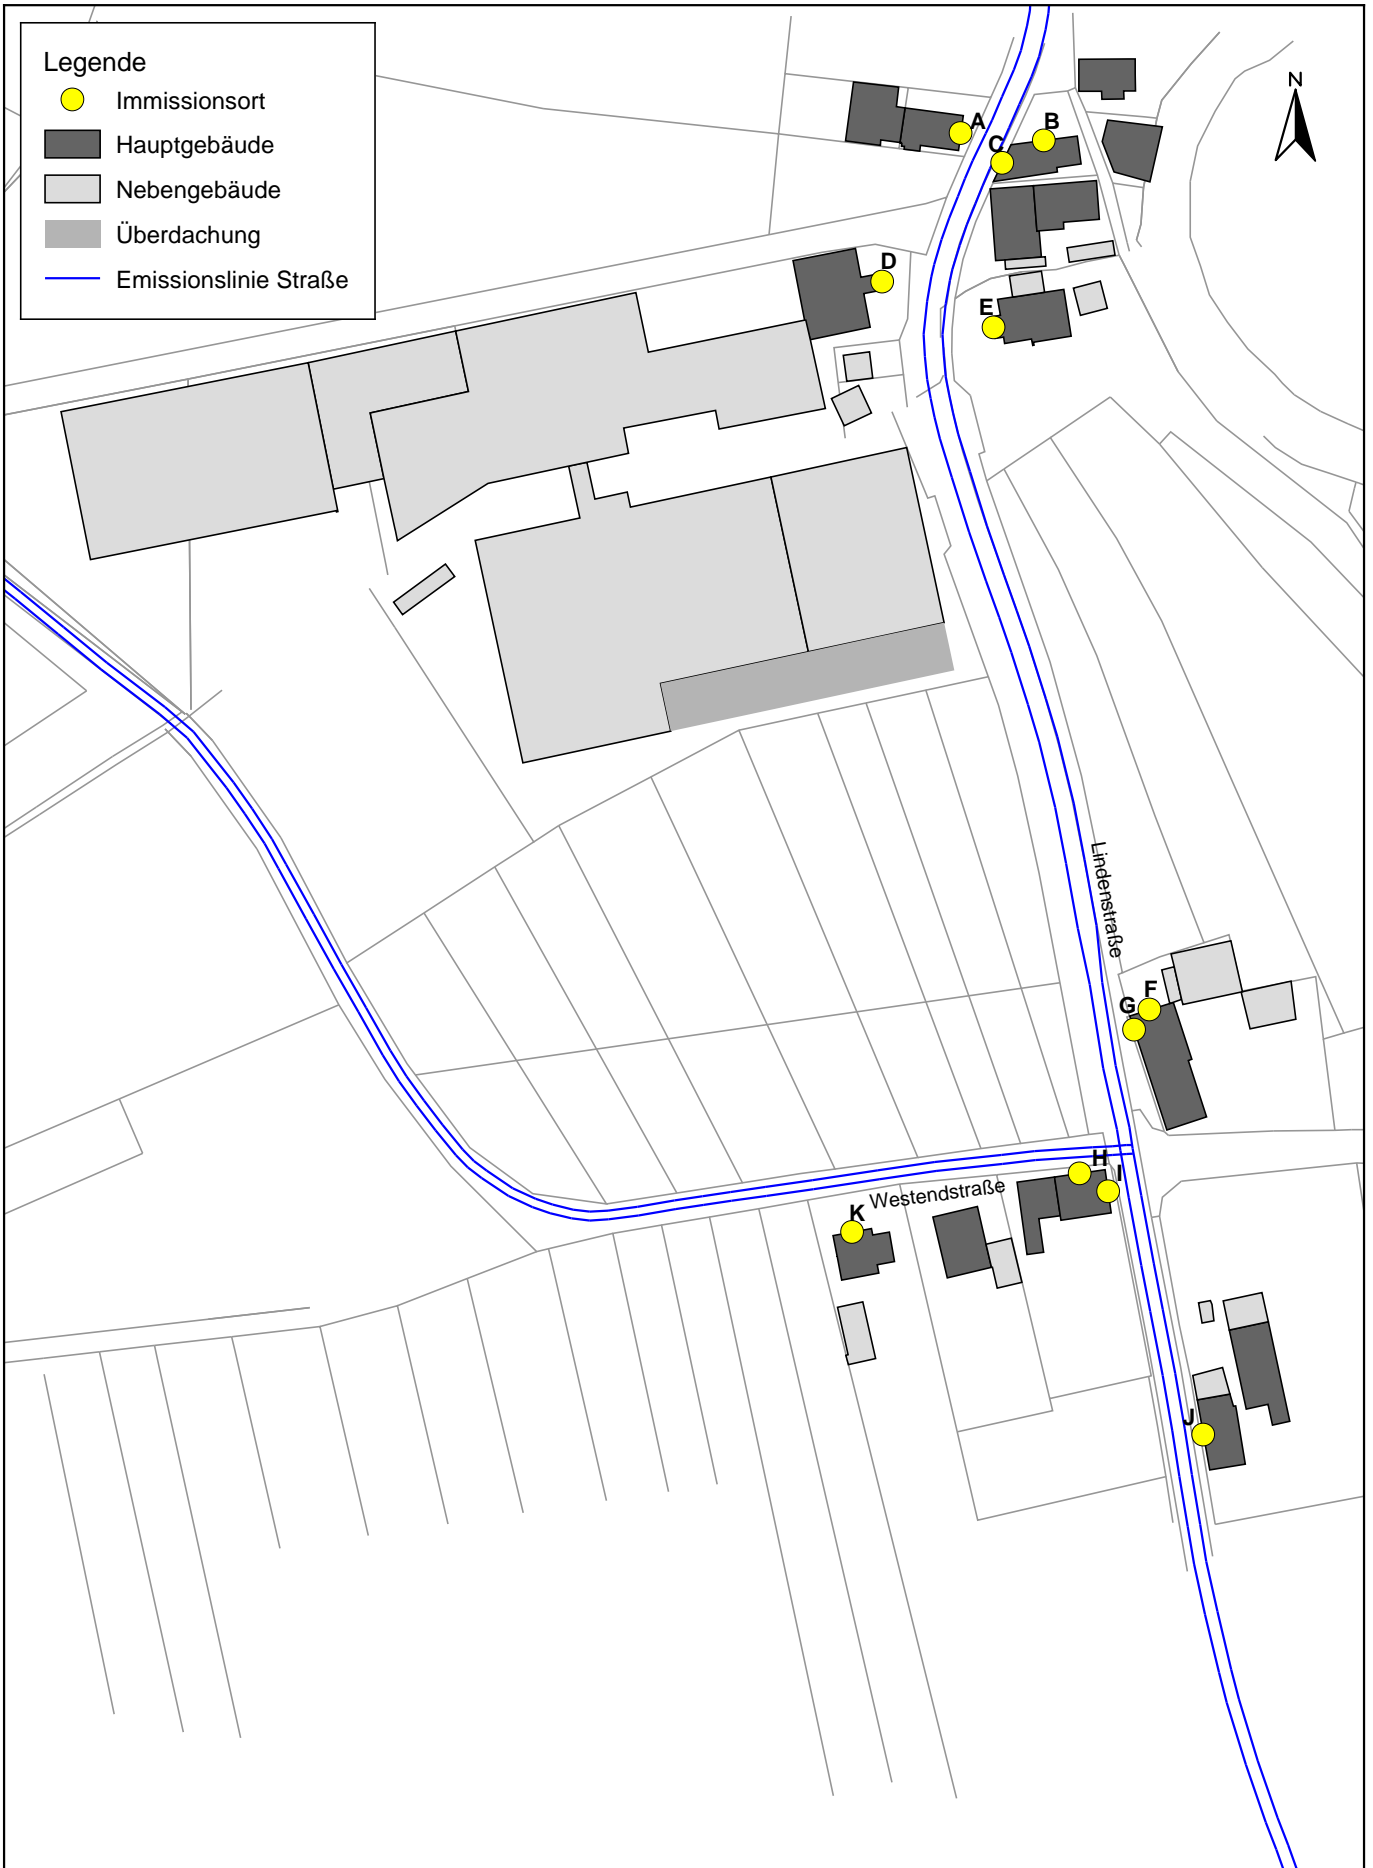 Legende
Immissionsort
Hauptgebäude
Nebengebäude
Überdachung
Emissionslinie Straße
N
A
B
C
D
E
Lindenstraße
F
G
H
I
Westendstraße
K
J